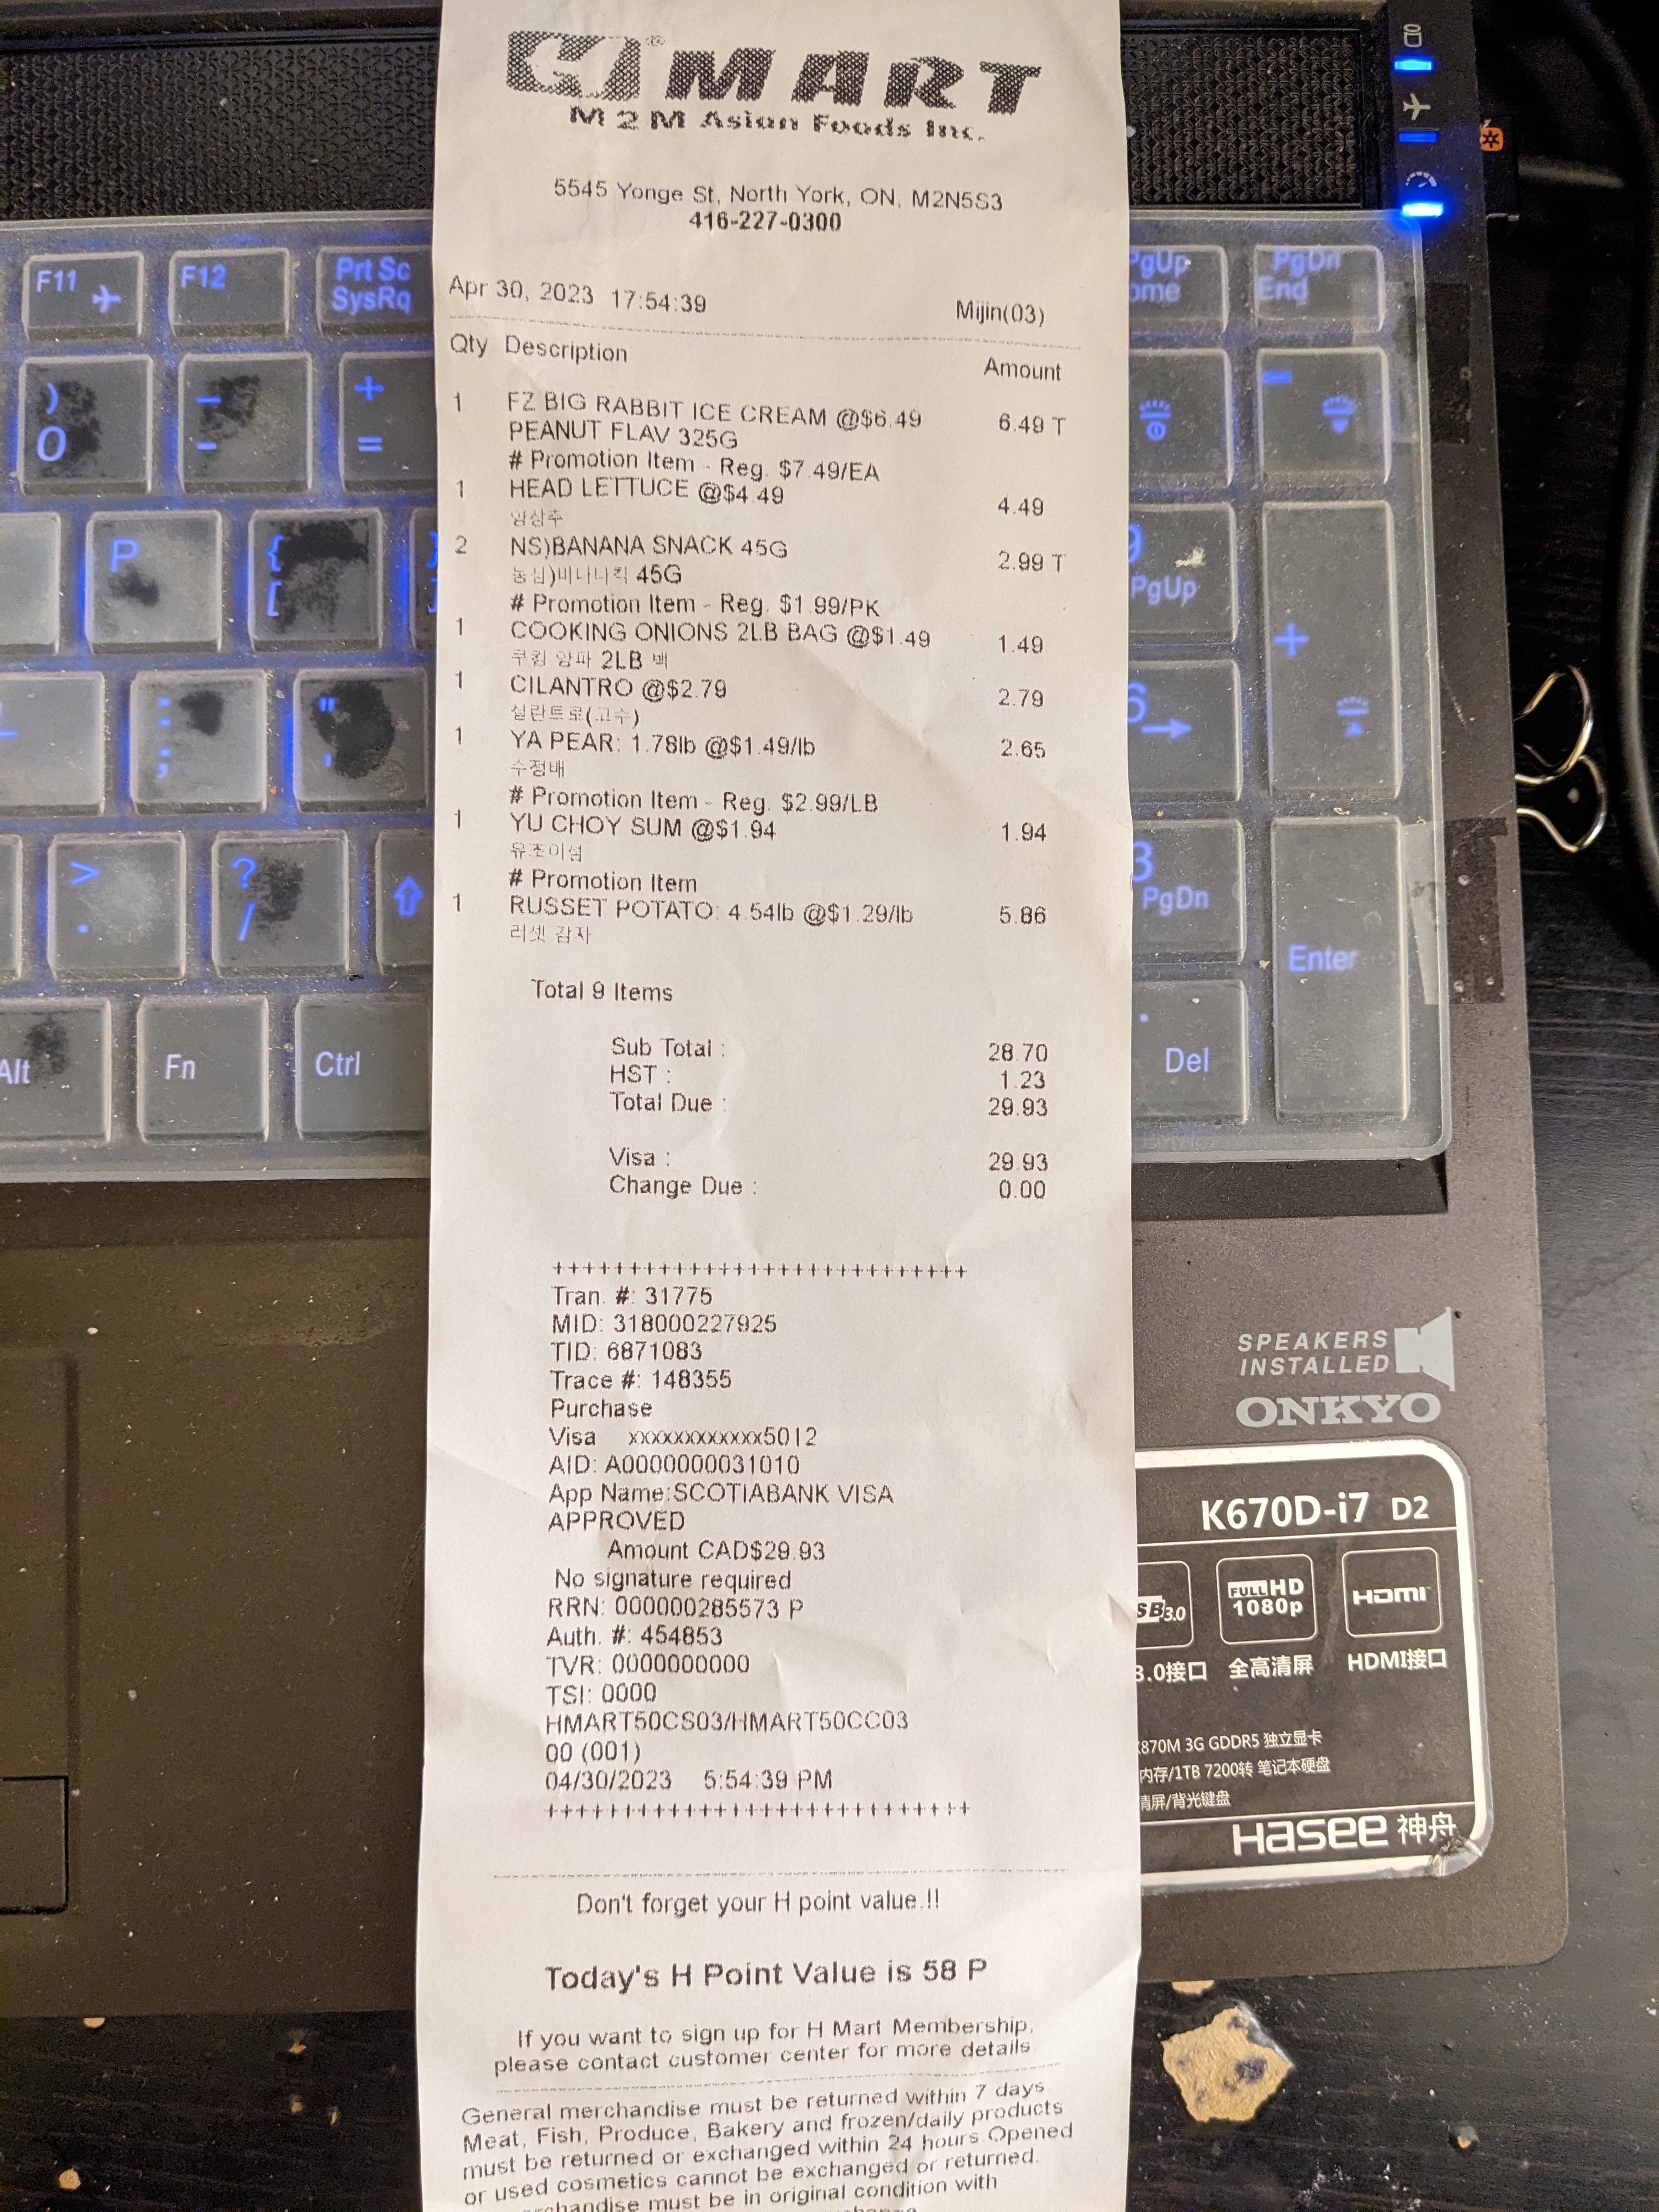 H® MART
M2M Asian Foods Inc.
5545 Yonge St, North York, ON, M2N5S3
416-227-0300
Apr 30, 2023 17:54:39 Mijin(03)
Qty Description Amount
1 FZ BIG RABBIT ICE CREAM @$6.49 6.49 T
PEANUT FLAV 325G
# Promotion Item - Reg. $7.49/EA
1 HEAD LETTUCE @$4.49 4.49
양상추
2 NS)BANANA SNACK 45G 2.99 T
농심)바나나킥 45G
# Promotion Item - Reg. $1.99/PK
1 COOKING ONIONS 2LB BAG @$1.49 1.49
쿠킹 양파 2LB 백
1 CILANTRO @$2.79 2.79
실란트로(고수)
1 YA PEAR: 1.78lb @$1.49/lb 2.65
수정배
# Promotion Item - Reg. $2.99/LB
1 YU CHOY SUM @$1.94 1.94
유초이섬
# Promotion Item
1 RUSSET POTATO: 4.54lb @$1.29/lb 5.86
러셋 감자
Total 9 Items
Sub Total : 28.70
HST : 1.23
Total Due : 29.93
Visa : 29.93
Change Due : 0.00
+++++++++++++++++++++++++++
Tran. #: 31775
MID: 318000227925
TID: 6871083
Trace #: 148355
Purchase
Visa xxxxxxxxxxxx5012
AID: A0000000031010
App Name:SCOTIABANK VISA
APPROVED
Amount CAD$29.93
No signature required
RRN: 000000285573 P
Auth. #: 454853
TVR: 0000000000
TSI: 0000
HMART50CS03/HMART50CC03
00 (001)
04/30/2023 5:54:39 PM
+++++++++++++++++++++++++++
Don't forget your H point value.!!
Today's H Point Value is 58 P
If you want to sign up for H Mart Membership,
please contact customer center for more details.
General merchandise must be returned within 7 days.
Meat, Fish, Produce, Bakery and frozen/daily products
must be returned or exchanged within 24 hours.Opened
or used cosmetics cannot be exchanged or returned.
must be in original condition with
F11
F12
Prt Sc
SysRq
PgUp
PgDn
End
)
0
_
-
+
=
P
{
[
9
PgUp
+
:
;
"
'
6
>
.
?
/
3
PgDn
Enter
Alt
Fn
Ctrl
.
Del
SPEAKERS
INSTALLED
ONKYO
K670D-i7 D2
FULL HD
1080p
HDMI
3.0接口 全高清屏 HDMI接口
870M 3G GDDR5 独立显卡
内存/1TB 7200转 笔记本硬盘
清屏/背光键盘
Hasee 神舟